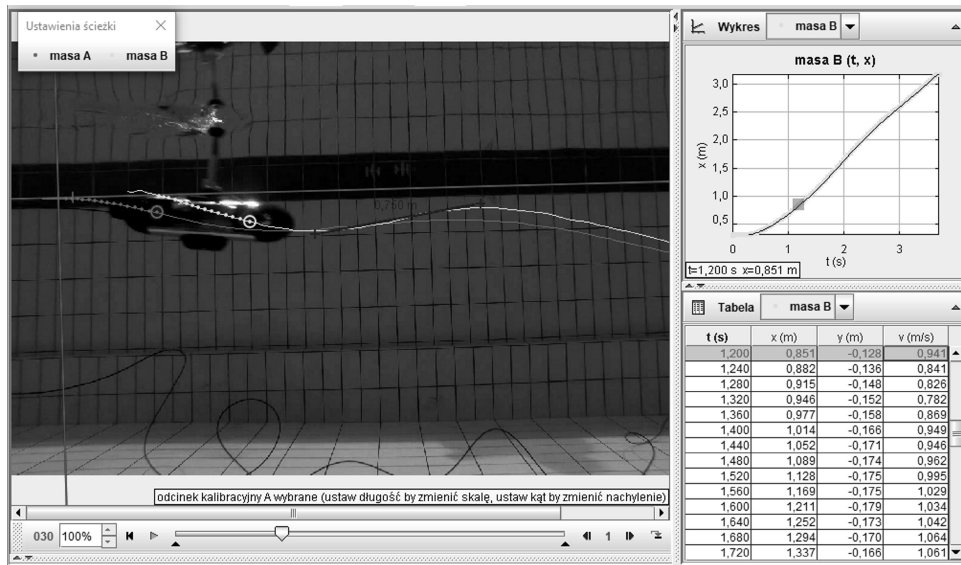 Ustawienia ścieżki
masa A masa B
0,760 m
odcinek kalibracyjny A wybrane (ustaw długość by zmienić skalę, ustaw kąt by zmienić nachylenie)
030 100% 1
Wykres masa B
masa B (t, x)
3,0
2,5
2,0
1,5
1,0
0,5
x (m)
0 1 2 3
t (s)
t=1,200 s x=0,851 m
Tabela masa B
t (s) x (m) y (m) v (m/s)
1,200 0,851 -0,128 0,941
1,240 0,882 -0,136 0,841
1,280 0,915 -0,148 0,826
1,320 0,946 -0,152 0,782
1,360 0,977 -0,158 0,869
1,400 1,014 -0,166 0,949
1,440 1,052 -0,171 0,946
1,480 1,089 -0,174 0,962
1,520 1,128 -0,175 0,995
1,560 1,169 -0,175 1,029
1,600 1,211 -0,179 1,034
1,640 1,252 -0,173 1,042
1,680 1,294 -0,170 1,064
1,720 1,337 -0,166 1,061